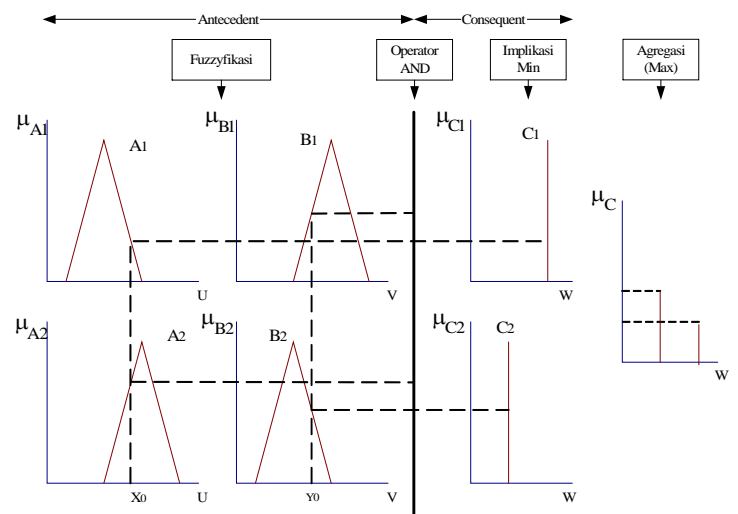 Antecedent
Consequent
Fuzzyfikasi
Operator
AND
Implikasi
Min
Agregasi
(Max)
μA1
A1
U
μB1
B1
V
μC1
C1
W
μC
W
μA2
A2
X0
U
μB2
B2
Y0
V
μC2
C2
W